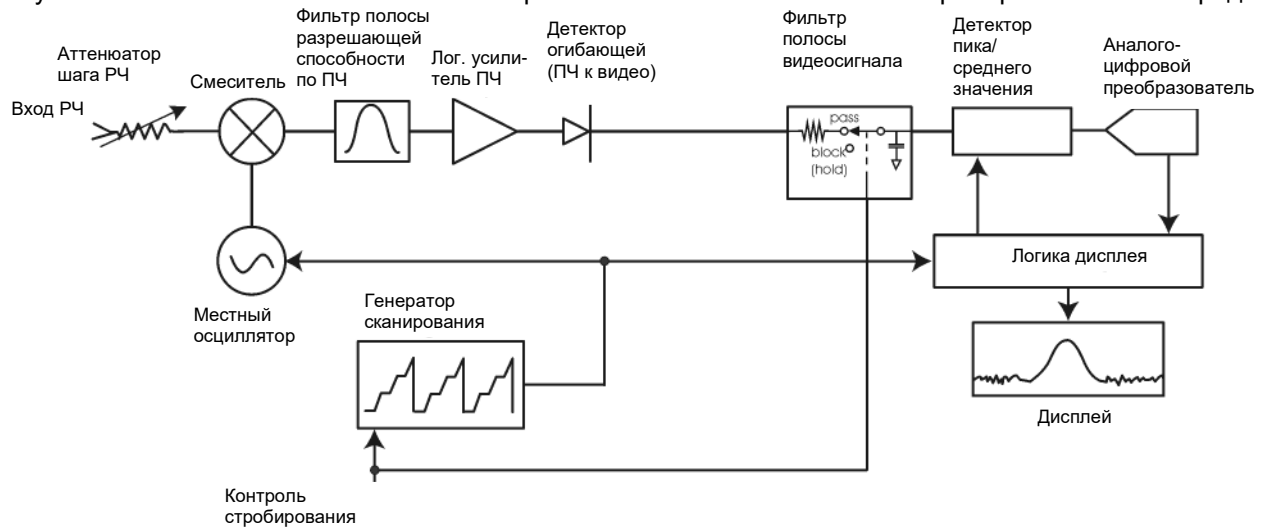 Фильтр полосы
разрешающей
способности
по ПЧ
Фильтр
полосы
видеосигнала
Детектор
пика/
среднего
значения
Детектор
огибающей
(ПЧ к видео)
Аналого-
цифровой
преобразователь
Аттенюатор
шага РЧ
Лог. усили-
тель ПЧ
Смеситель
Вход РЧ
pass
block
(hold)
Логика дисплея
Местный
осциллятор
Генератор
сканирования
Дисплей
Контроль
стробирования